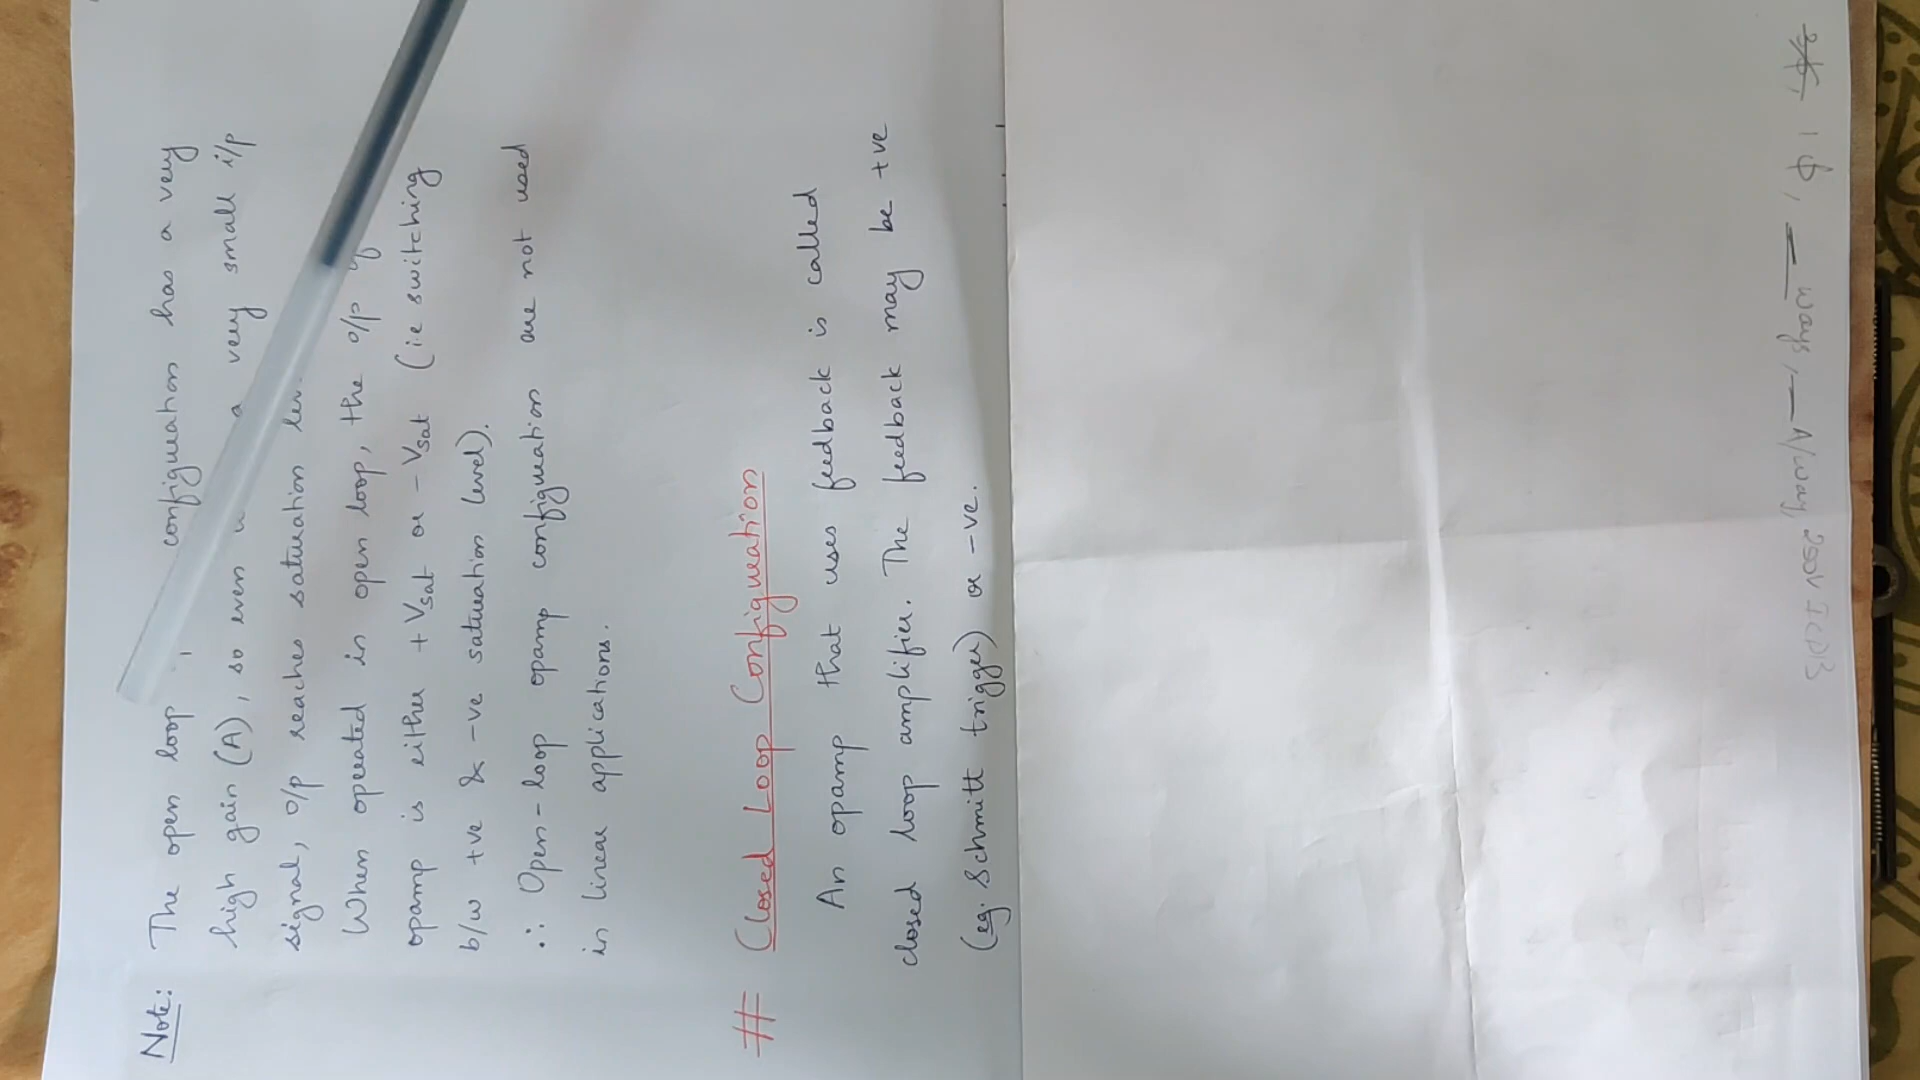 Note: The open loop configuration has a very
high gain (A), so even a very small i/p
signal, o/p reaches saturation
When operated in open loop, the o/p
opamp is either + Vsat or - Vsat (i.e switching
b/w +ve & -ve saturation level).
∴ Open-loop opamp configuration are not used
in linear applications.
# Closed Loop Configuration
An opamp that uses feedback is called
closed loop amplifier. The feedback may be +ve
(eg. Schmitt trigger) or -ve.
1 ϕ, — ways, — A/way,